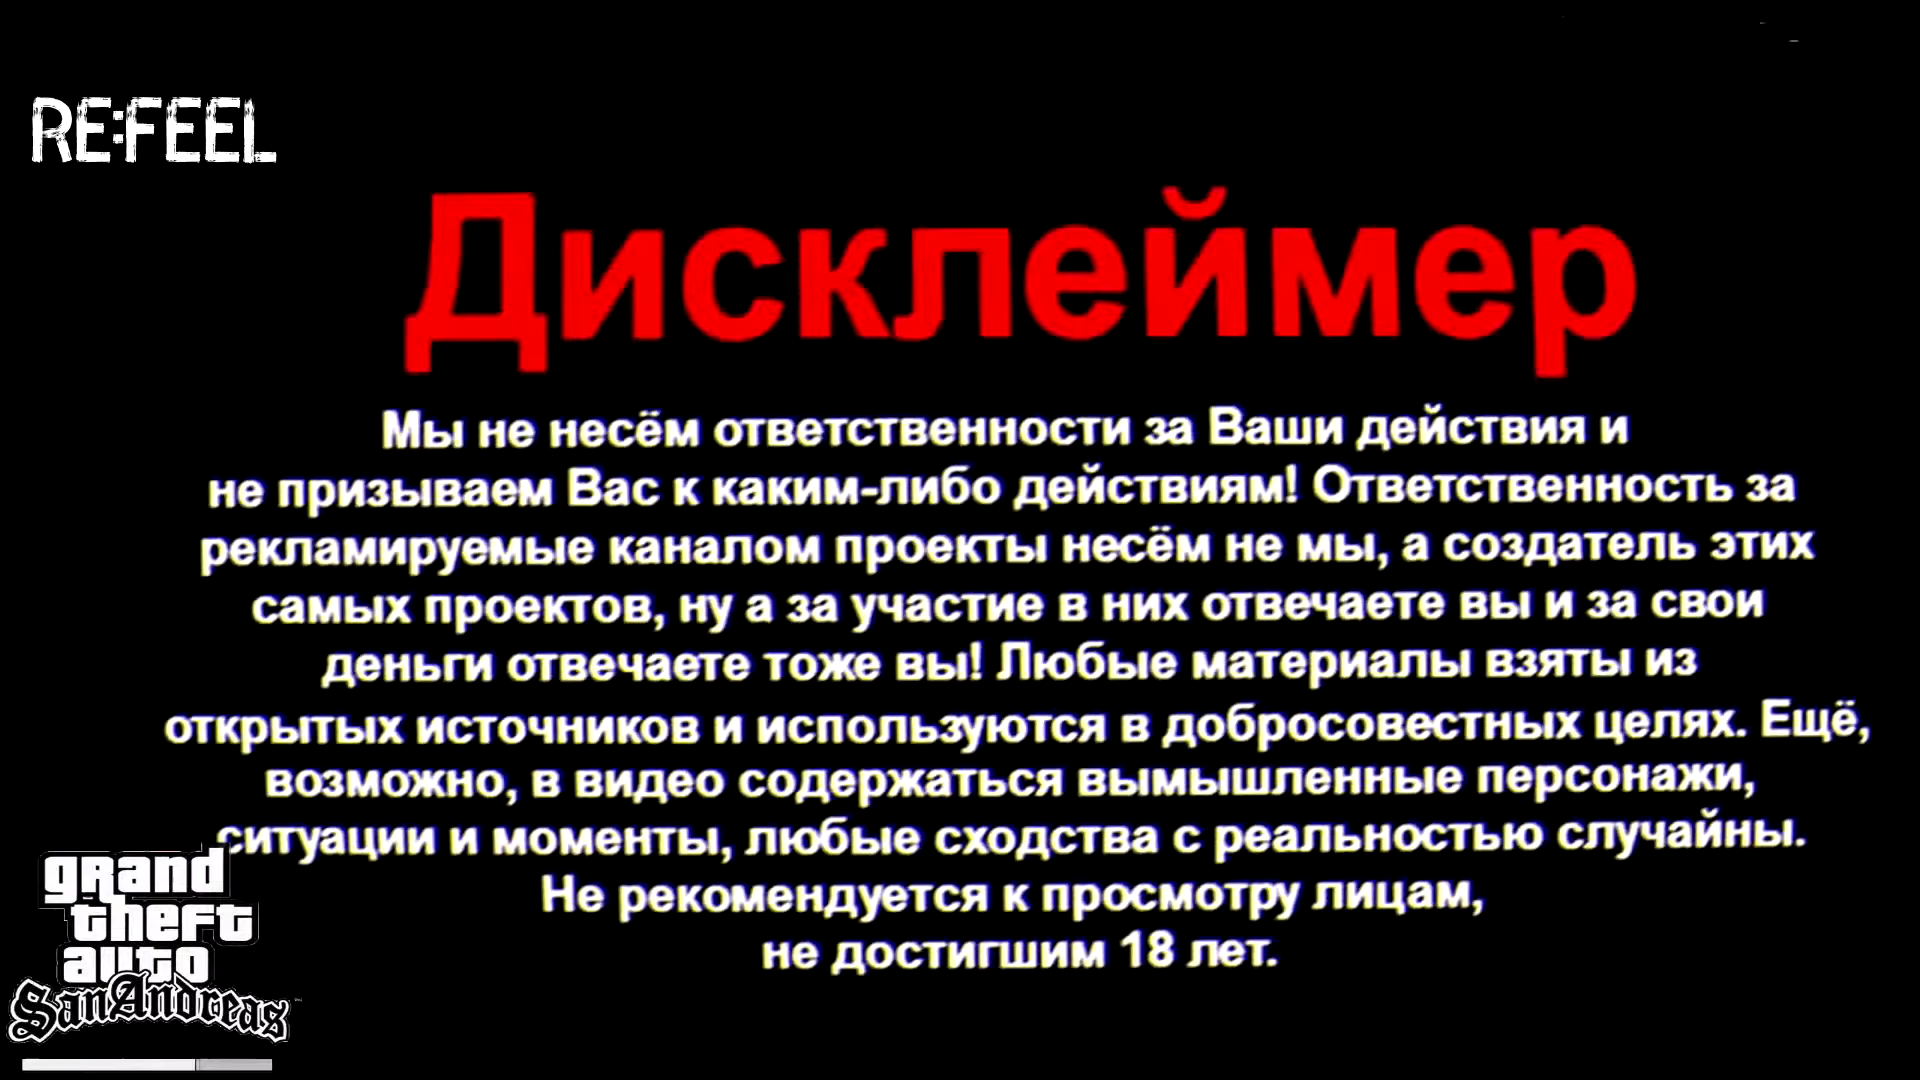 RE:FEEL
Дисклеймер
Мы не несём ответственности за Ваши действия и
не призываем Вас к каким-либо действиям! Ответственность за
рекламируемые каналом проекты несём не мы, а создатель этих
самых проектов, ну а за участие в них отвечаете вы и за свои
деньги отвечаете тоже вы! Любые материалы взяты из
открытых источников и используются в добросовестных целях. Ещё,
возможно, в видео содержаться вымышленные персонажи,
ситуации и моменты, любые сходства с реальностью случайны.
Не рекомендуется к просмотру лицам,
не достигшим 18 лет.
grand
theft
auto
San Andreas